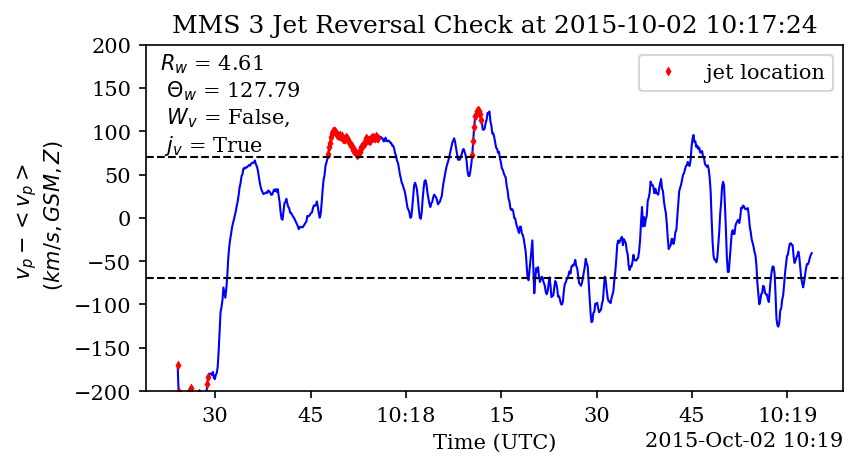 MMS 3 Jet Reversal Check at 2015-10-02 10:17:24
R_w = 4.61
Θ_w = 127.79
W_v = False,
j_v = True
jet location
v_p − < v_p >
(km/s, GSM, Z)
200
150
100
50
0
−50
−100
−150
−200
30 45 10:18 15 30 45 10:19
Time (UTC)
2015-Oct-02 10:19